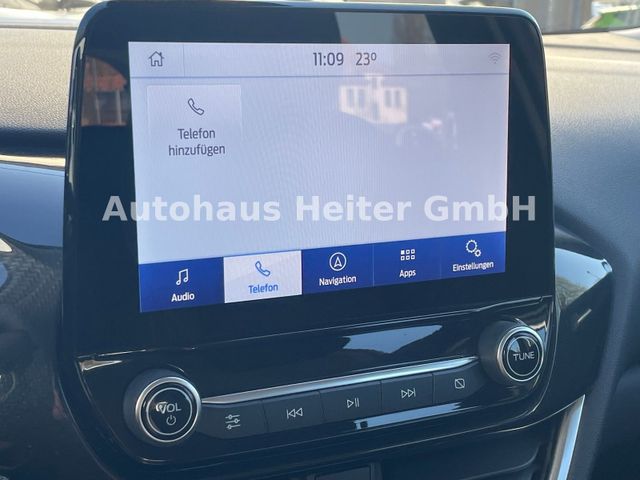 11:09 23°
Telefon
hinzufügen
Autohaus Heiter GmbH
Audio
Telefon
Navigation
Apps
Einstellungen
VOL
TUNE